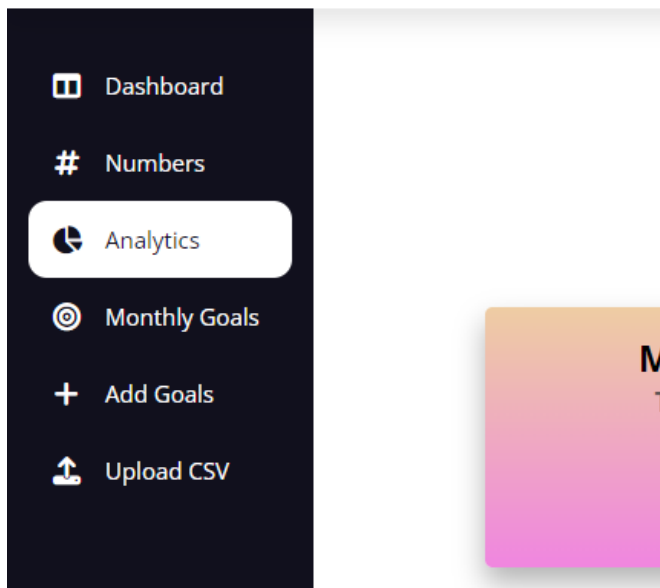 Dashboard
Numbers
Analytics
Monthly Goals
Add Goals
Upload CSV